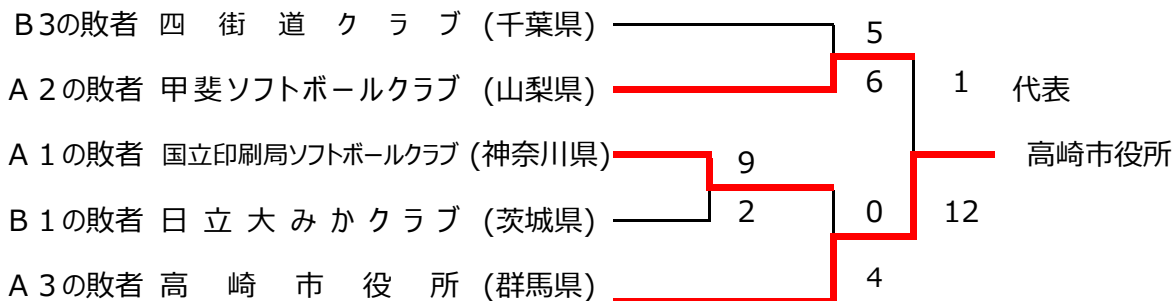 B3の敗者 四街道クラブ (千葉県) 5
A2の敗者 甲斐ソフトボールクラブ (山梨県) 6 1 代表
A1の敗者 国立印刷局ソフトボールクラブ (神奈川県) 9 高崎市役所
B1の敗者 日立大みかクラブ (茨城県) 2 0 12
A3の敗者 高崎市役所 (群馬県) 4